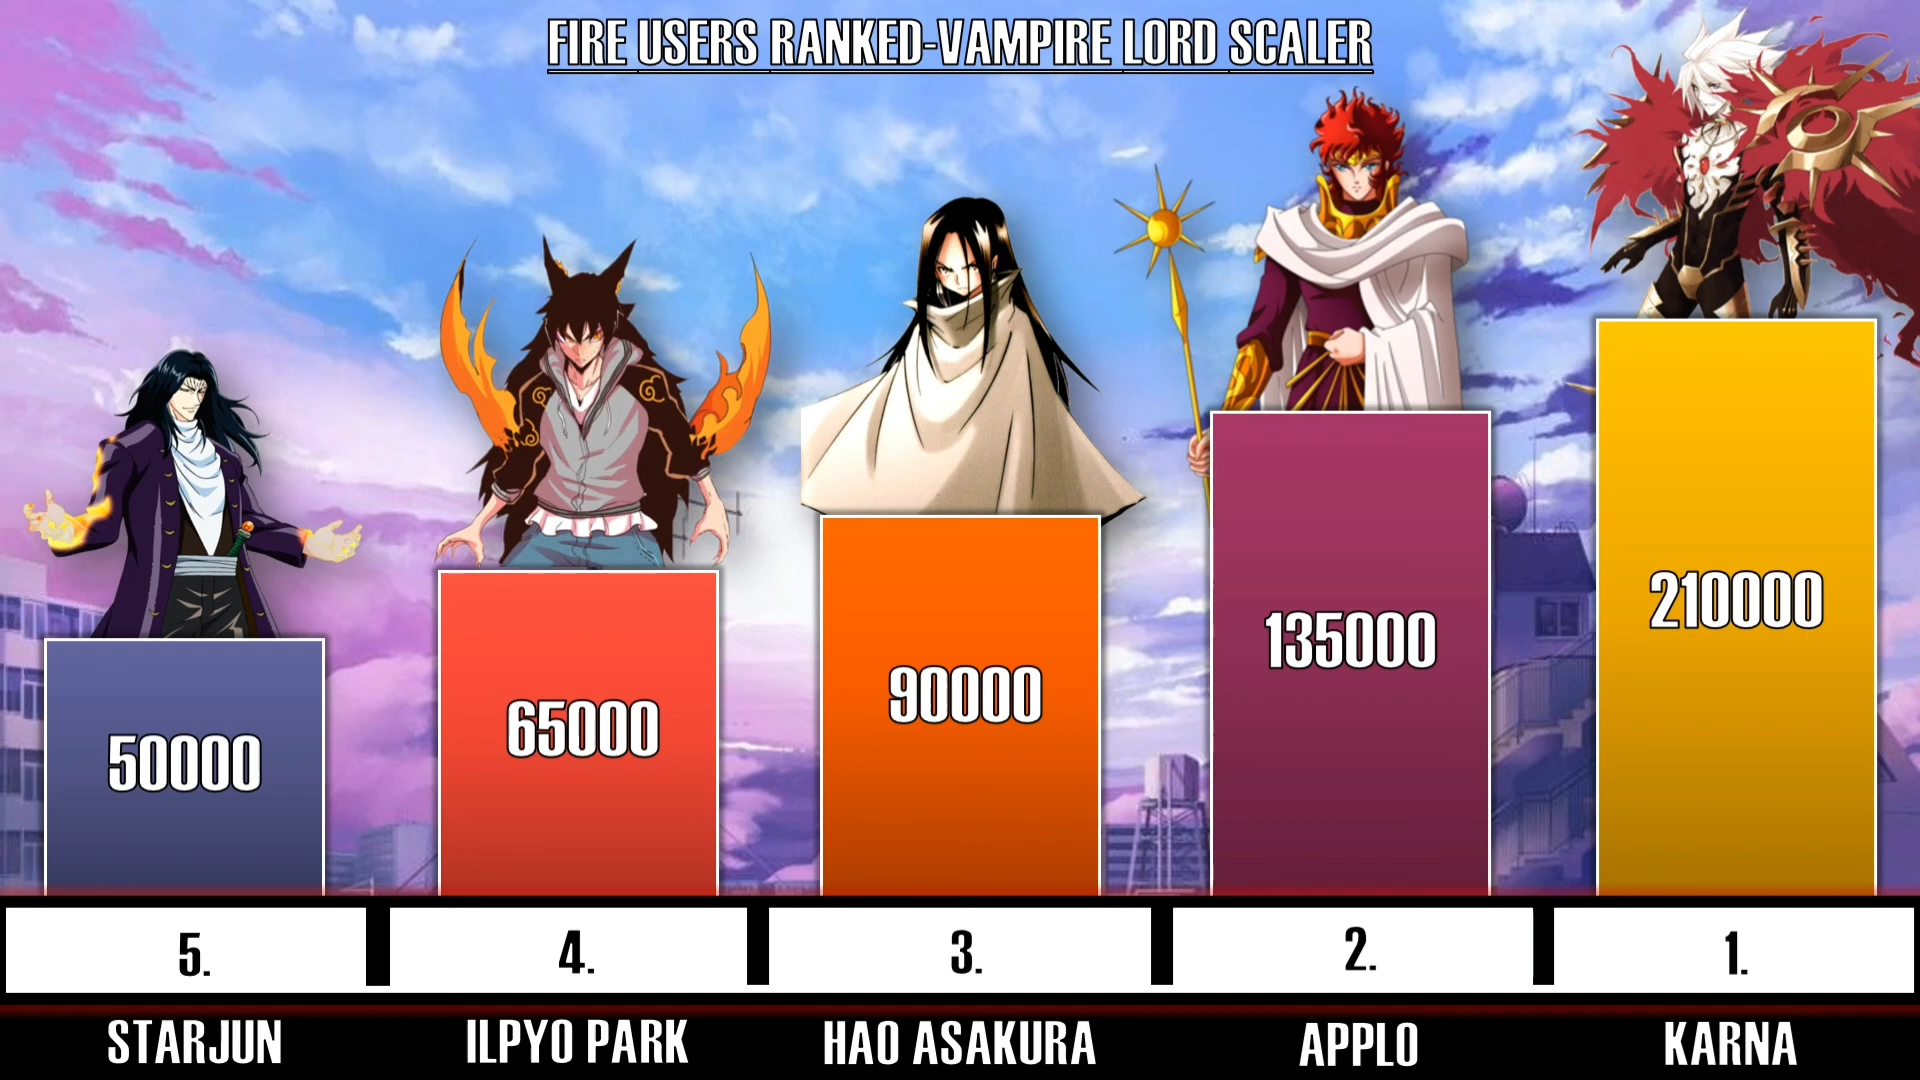 FIRE USERS RANKED-VAMPIRE LORD SCALER
50000
65000
90000
135000
210000
5.
4.
3.
2.
1.
STARJUN
ILPYO PARK
HAO ASAKURA
APPLO
KARNA